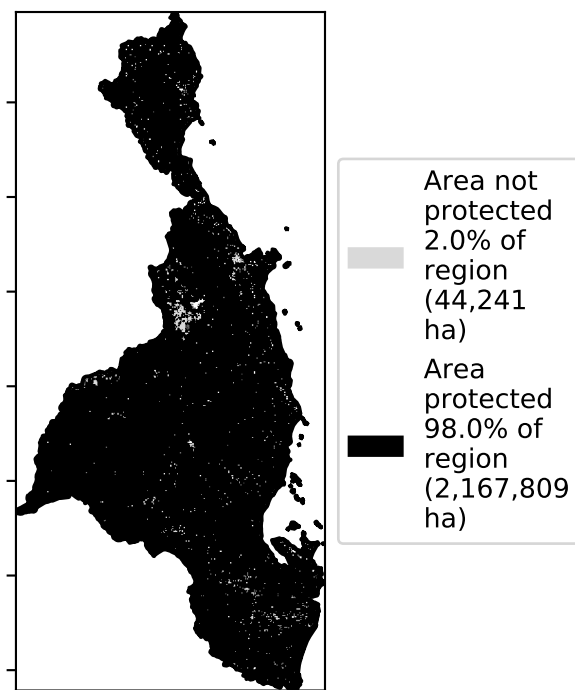 Area not
protected
2.0% of
region
(44,241
ha)
Area
protected
98.0% of
region
(2,167,809
ha)